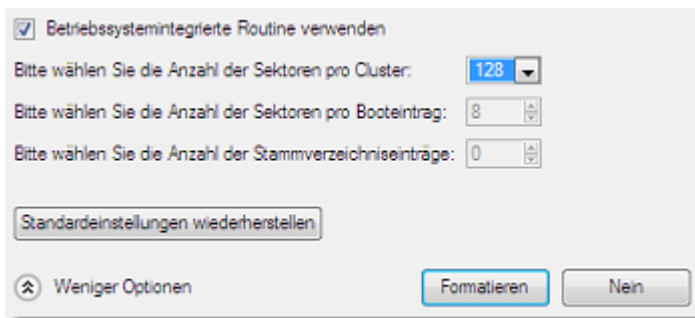 Betriebssystemintegrierte Routine verwenden
Bitte wählen Sie die Anzahl der Sektoren pro Cluster: 128
Bitte wählen Sie die Anzahl der Sektoren pro Booteintrag: 8
Bitte wählen Sie die Anzahl der Stammverzeichniseinträge: 0
Standardeinstellungen wiederherstellen
Weniger Optionen Formatieren Nein